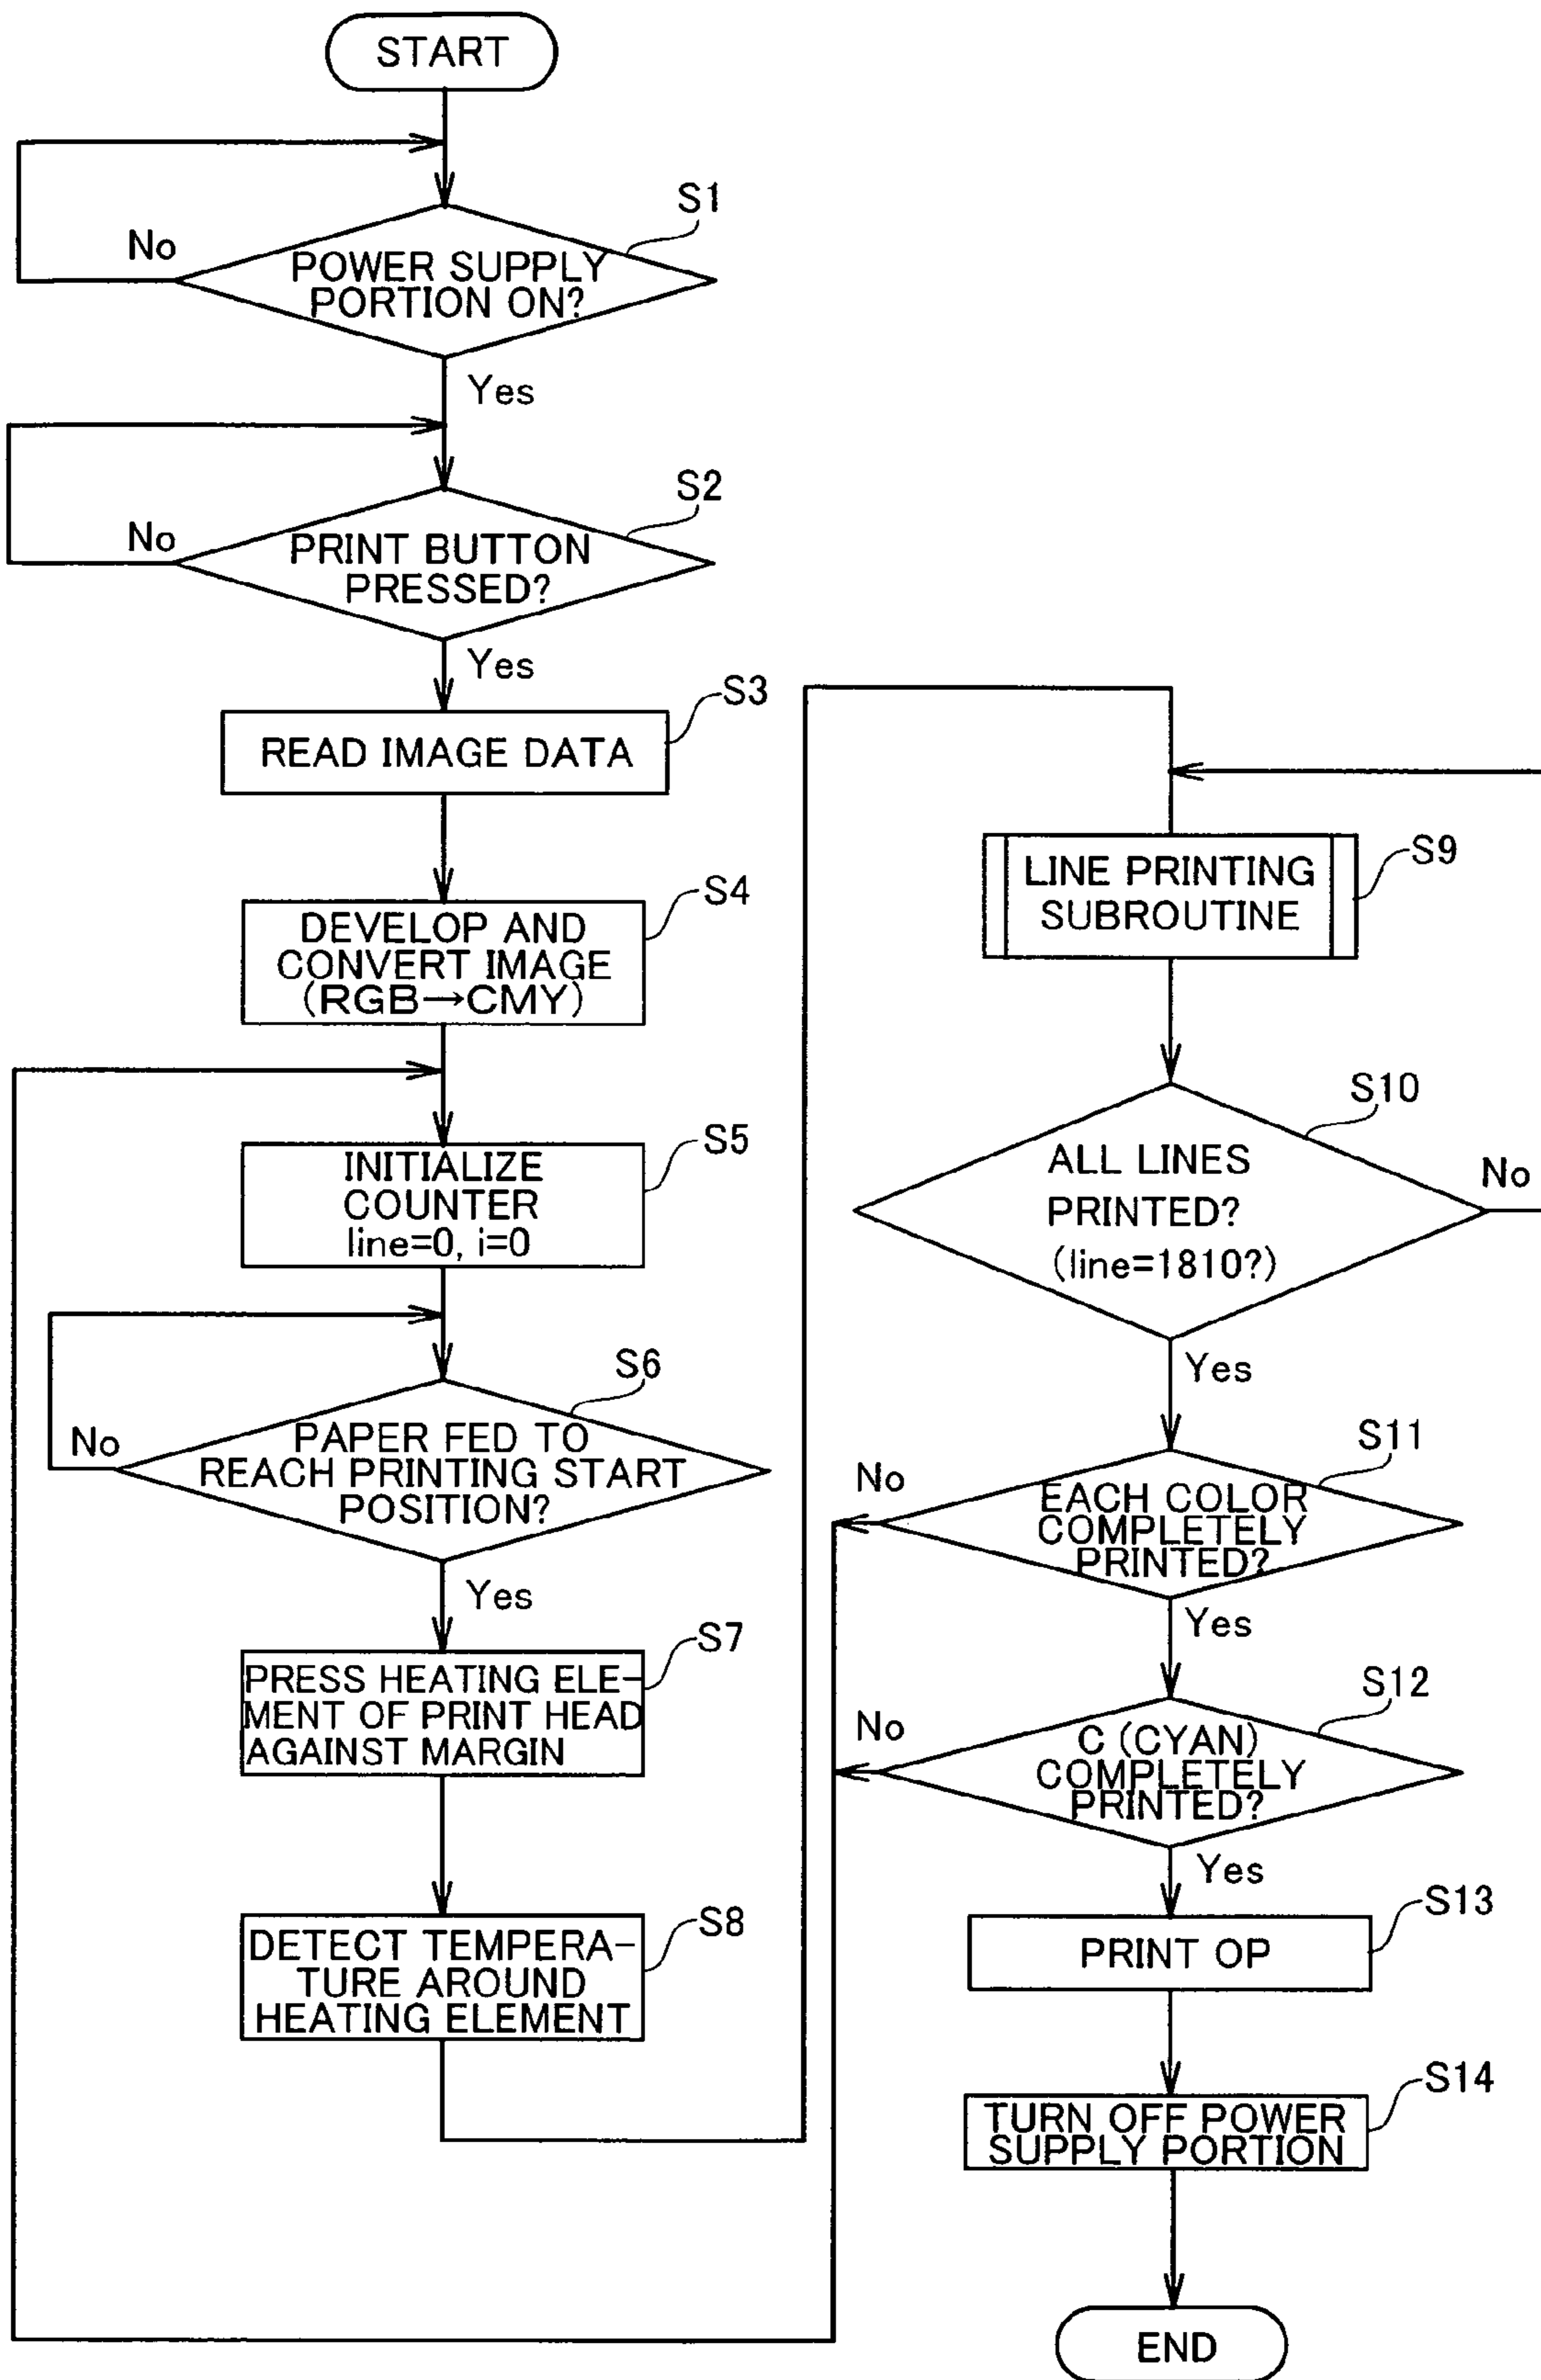 START
S1
No
POWER SUPPLY
PORTION ON?
Yes
S2
No
PRINT BUTTON
PRESSED?
Yes
S3
READ IMAGE DATA
S4
DEVELOP AND
CONVERT IMAGE
(RGB→CMY)
S5
INITIALIZE
COUNTER
line=0, i=0
S6
No
PAPER FED TO
REACH PRINTING START
POSITION?
Yes
S7
PRESS HEATING ELE-
MENT OF PRINT HEAD
AGAINST MARGIN
S8
DETECT TEMPERA-
TURE AROUND
HEATING ELEMENT
S9
LINE PRINTING
SUBROUTINE
S10
ALL LINES
PRINTED?
(line=1810?)
No
Yes
S11
No
EACH COLOR
COMPLETELY
PRINTED?
Yes
S12
No
C (CYAN)
COMPLETELY
PRINTED?
Yes
S13
PRINT OP
S14
TURN OFF POWER
SUPPLY PORTION
END